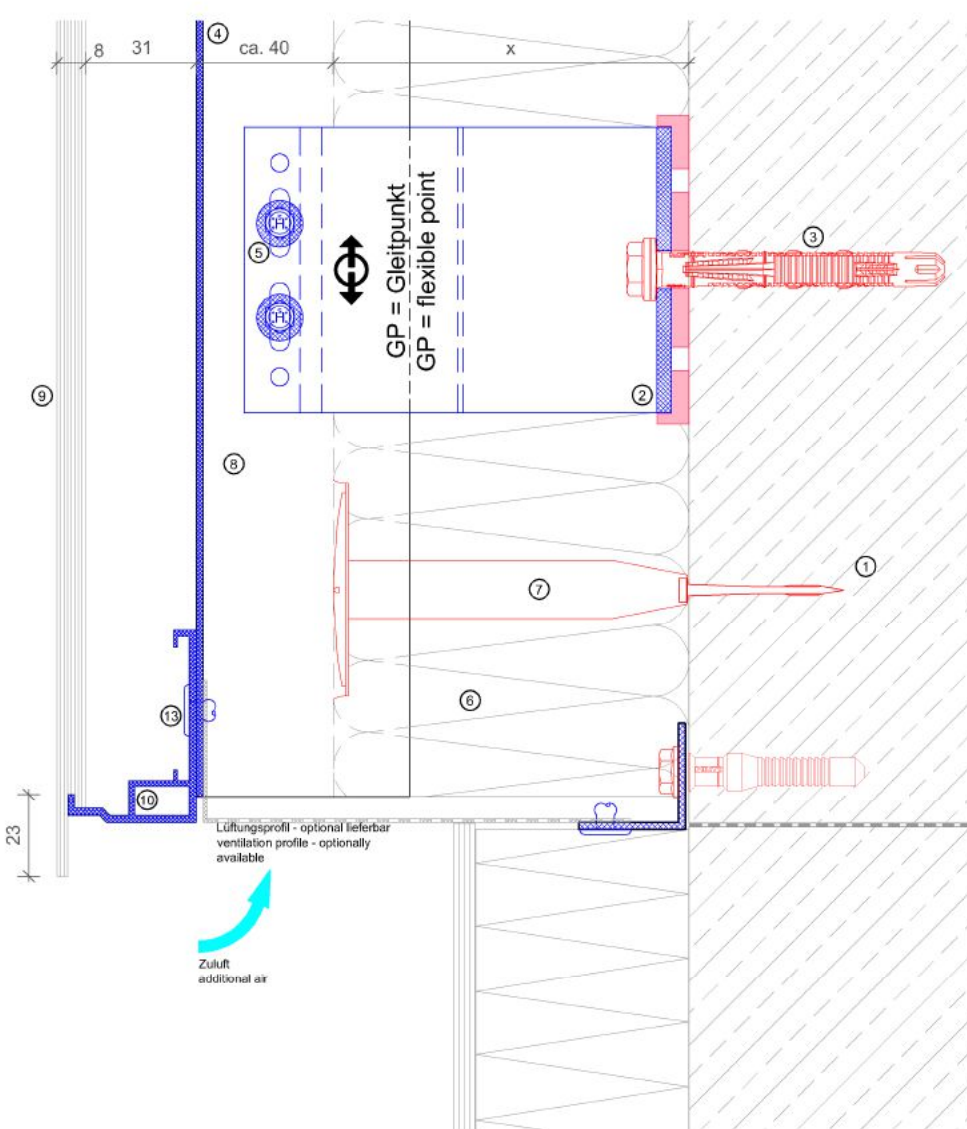 4
8
31
ca. 40
x
3
5
GP = Gleitpunkt
GP = flexible point
H
H
2
9
8
1
7
6
13
10
23
Lüftungsprofil - optional lieferbar
ventilation profile - optionally
available
Zuluft
additional air